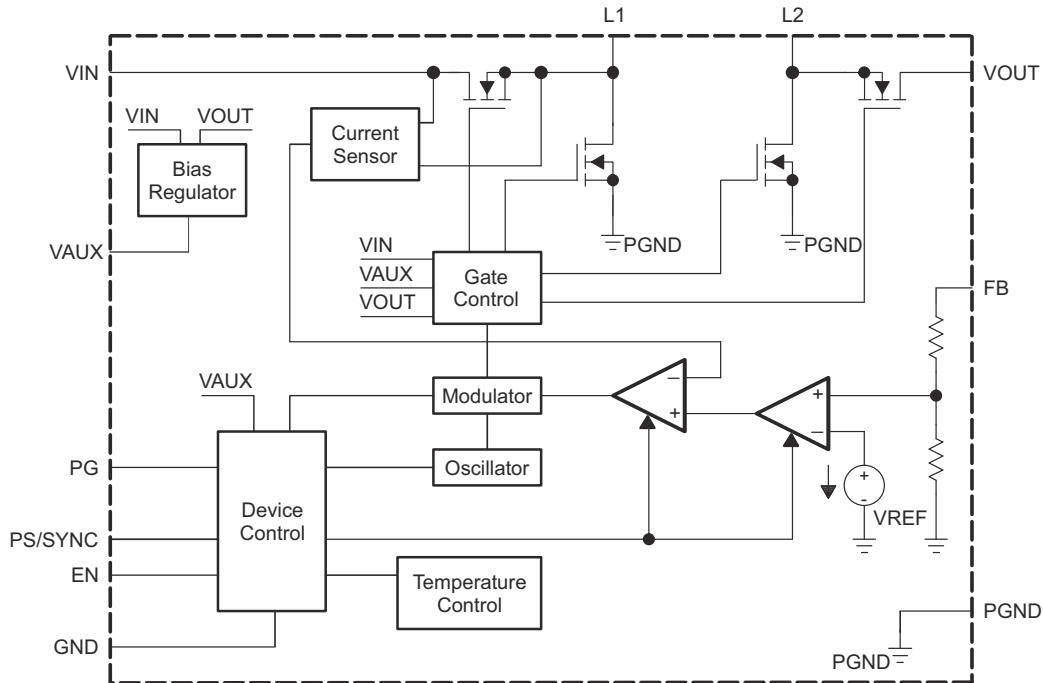 L1
L2
VIN
VOUT
VIN
VOUT
Current
Sensor
Bias
Regulator
VAUX
PGND
PGND
VIN
VAUX
VOUT
Gate
Control
FB
VAUX
Modulator
−
+
+
−
PG
Oscillator
+
-
VREF
Device
Control
PS/SYNC
EN
Temperature
Control
GND
PGND
PGND